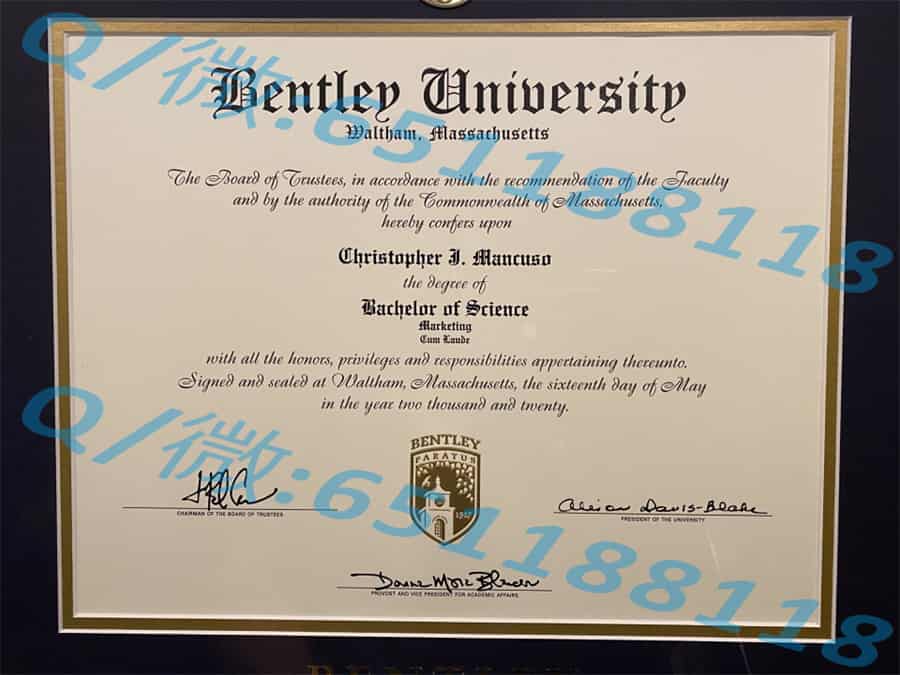 Bentley University
Waltham, Massachusetts
The Board of Trustees, in accordance with the recommendation of the Faculty
and by the authority of the Commonwealth of Massachusetts,
hereby confers upon
Christopher J. Mancuso
the degree of
Bachelor of Science
Marketing
Cum Laude
with all the honors, privileges and responsibilities appertaining thereunto.
Signed and sealed at Waltham, Massachusetts, the sixteenth day of May
in the year two thousand and twenty.
BENTLEY
PARATUS
1917
CHAIRMAN OF THE BOARD OF TRUSTEES
Alison Davis-Blake
PRESIDENT OF THE UNIVERSITY
PROVOST AND VICE PRESIDENT FOR ACADEMIC AFFAIRS
BENTLEY
Q/微:651188118
Q/微:651188118